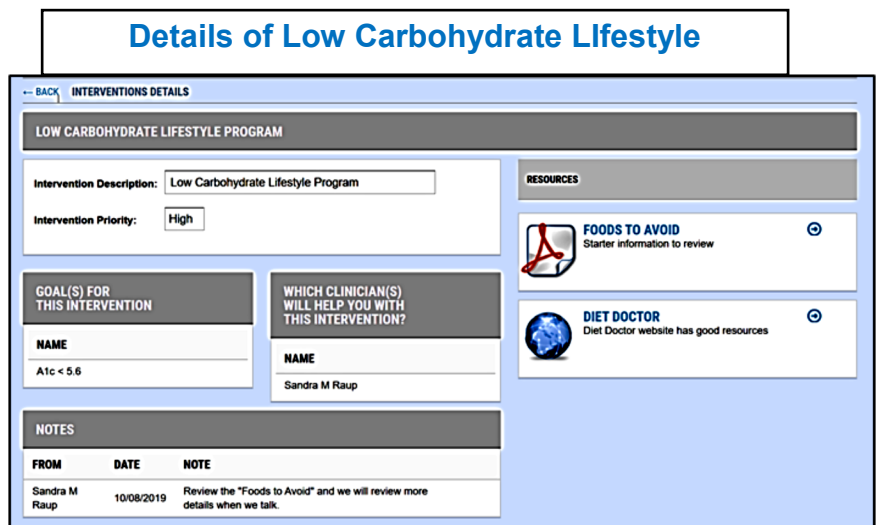 Details of Low Carbohydrate LIfestyle
← BACK INTERVENTIONS DETAILS
LOW CARBOHYDRATE LIFESTYLE PROGRAM
Intervention Description: Low Carbohydrate Lifestyle Program
Intervention Priority: High
GOAL(S) FOR
THIS INTERVENTION
NAME
A1c < 5.6
WHICH CLINICIAN(S)
WILL HELP YOU WITH
THIS INTERVENTION?
NAME
Sandra M Raup
NOTES
FROM DATE NOTE
Sandra M
Raup
10/08/2019
Review the "Foods to Avoid" and we will review more
details when we talk.
RESOURCES
FOODS TO AVOID
Starter information to review
DIET DOCTOR
Diet Doctor website has good resources